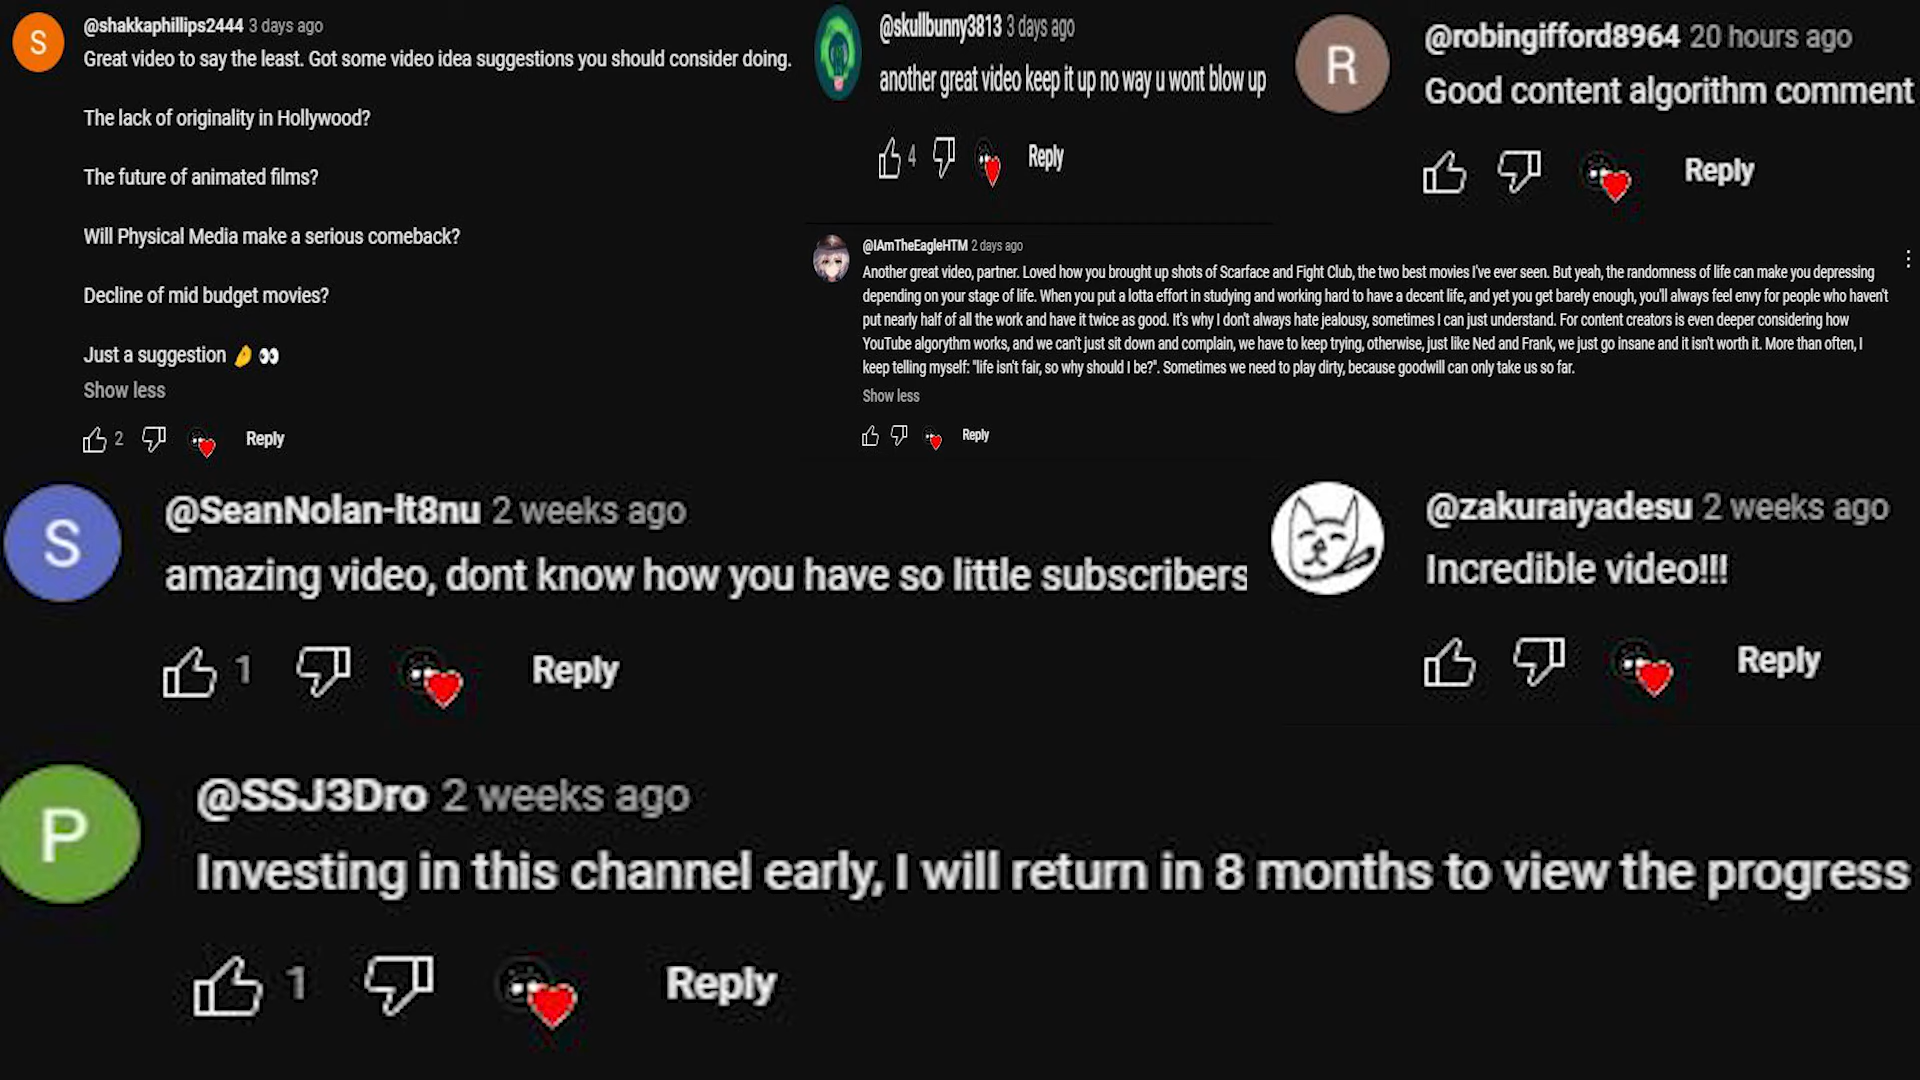 S
@shakkaphillips2444 3 days ago
Great video to say the least. Got some video idea suggestions you should consider doing.
The lack of originality in Hollywood?
The future of animated films?
Will Physical Media make a serious comeback?
Decline of mid budget movies?
Just a suggestion 🤌 👀
Show less
2 Reply
@skullbunny3813 3 days ago
another great video keep it up no way u wont blow up
4 Reply
R
@robingifford8964 20 hours ago
Good content algorithm comment
Reply
@IAmTheEagleHTM 2 days ago
Another great video, partner. Loved how you brought up shots of Scarface and Fight Club, the two best movies I've ever seen. But yeah, the randomness of life can make you depressing
depending on your stage of life. When you put a lotta effort in studying and working hard to have a decent life, and yet you get barely enough, you'll always feel envy for people who haven't
put nearly half of all the work and have it twice as good. It's why I don't always hate jealousy, sometimes I can just understand. For content creators is even deeper considering how
YouTube algorythm works, and we can't just sit down and complain, we have to keep trying, otherwise, just like Ned and Frank, we just go insane and it isn't worth it. More than often, I
keep telling myself: "life isn't fair, so why should I be?". Sometimes we need to play dirty, because goodwill can only take us so far.
Show less
Reply
S
@SeanNolan-lt8nu 2 weeks ago
amazing video, dont know how you have so little subscribers
1 Reply
@zakuraiyadesu 2 weeks ago
Incredible video!!!
Reply
P
@SSJ3Dro 2 weeks ago
Investing in this channel early, I will return in 8 months to view the progress
1 Reply